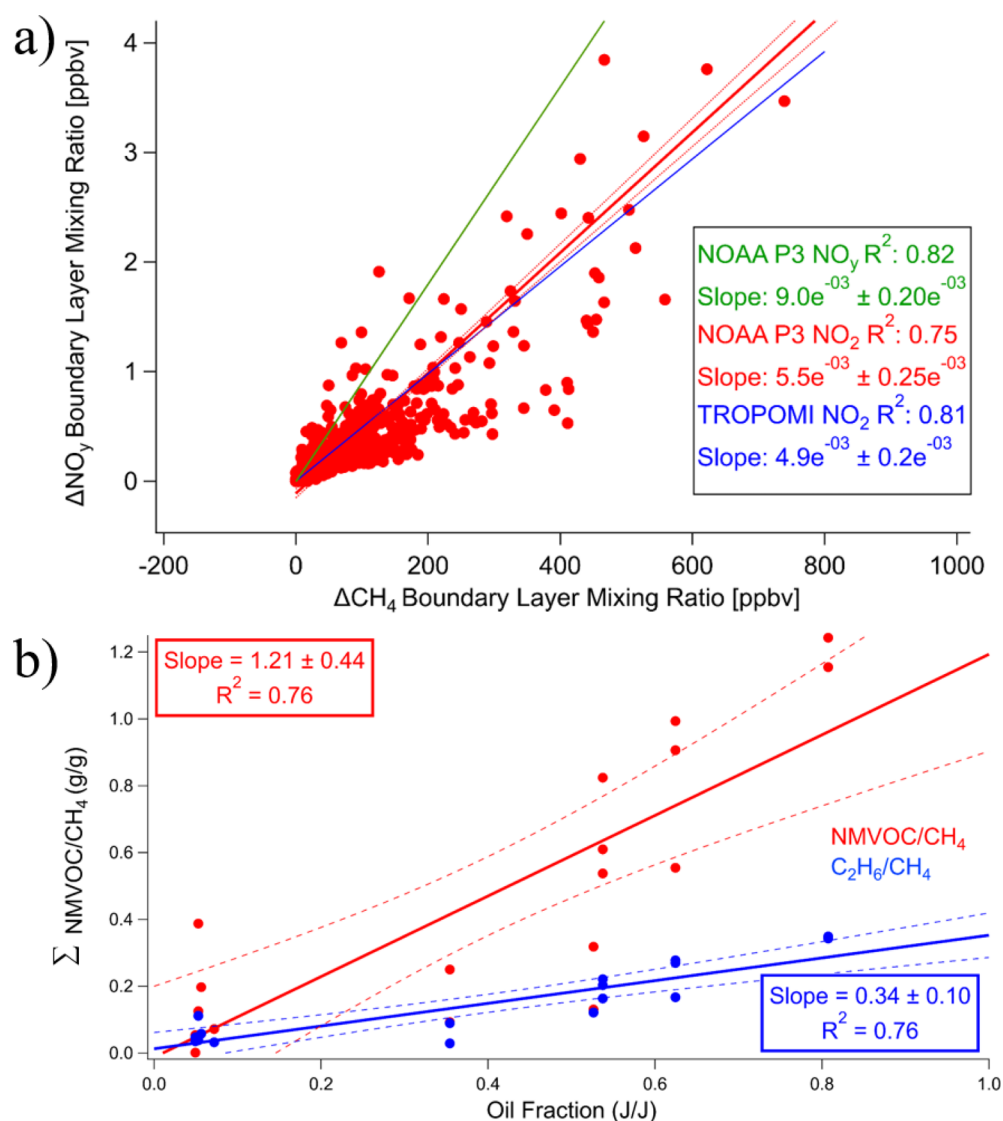 a)
4
3
2
1
0
ΔNOy Boundary Layer Mixing Ratio [ppbv]
NOAA P3 NOy R²: 0.82
Slope: 9.0e⁻⁰³ ± 0.20e⁻⁰³
NOAA P3 NO₂ R²: 0.75
Slope: 5.5e⁻⁰³ ± 0.25e⁻⁰³
TROPOMI NO₂ R²: 0.81
Slope: 4.9e⁻⁰³ ± 0.2e⁻⁰³
-200 0 200 400 600 800 1000
ΔCH₄ Boundary Layer Mixing Ratio [ppbv]
b)
Slope = 1.21 ± 0.44
R² = 0.76
1.2
1.0
0.8
0.6
0.4
0.2
0.0
Σ NMVOC/CH₄ (g/g)
NMVOC/CH₄
C₂H₆/CH₄
Slope = 0.34 ± 0.10
R² = 0.76
0.0 0.2 0.4 0.6 0.8 1.0
Oil Fraction (J/J)